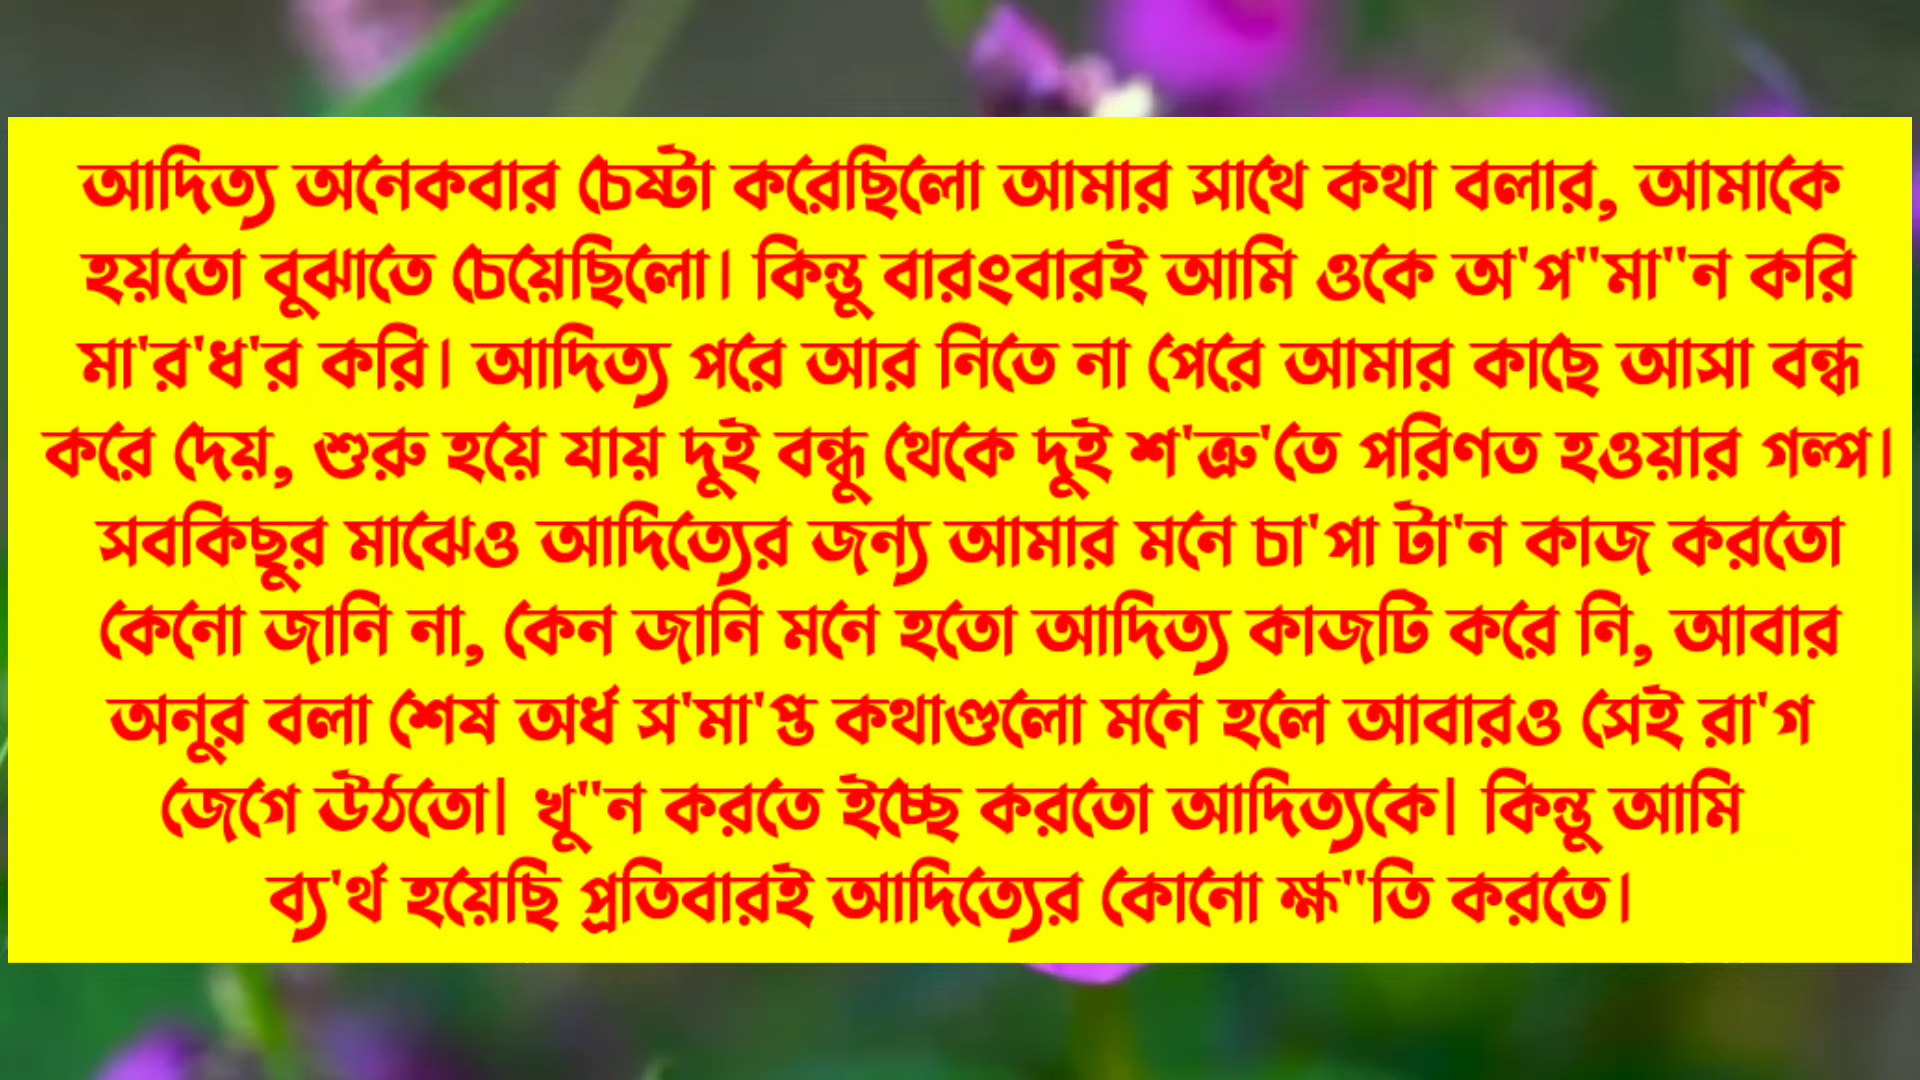 আদিত্য অনেকবার চেষ্টা করেছিলো আমার সাথে কথা বলার, আমাকে
হয়তো বুঝাতে চেয়েছিলো। কিন্তু বারংবারই আমি ওকে অ'প"মা"ন করি
মা'র'ধ'র করি। আদিত্য পরে আর নিতে না পেরে আমার কাছে আসা বন্ধ
করে দেয়, শুরু হয়ে যায় দুই বন্ধু থেকে দুই শ'ত্রু'তে পরিণত হওয়ার গল্প।
সবকিছুর মাঝেও আদিত্যের জন্য আমার মনে চা'পা টা'ন কাজ করতো
কেনো জানি না, কেন জানি মনে হতো আদিত্য কাজটি করে নি, আবার
অনুর বলা শেষ অর্ধ স'মা'প্ত কথাগুলো মনে হলে আবারও সেই রা'গ
জেগে উঠতো| খু"ন করতে ইচ্ছে করতো আদিত্যকে| কিন্তু আমি
ব্য'র্থ হয়েছি প্রতিবারই আদিত্যের কোনো ক্ষ"তি করতে।